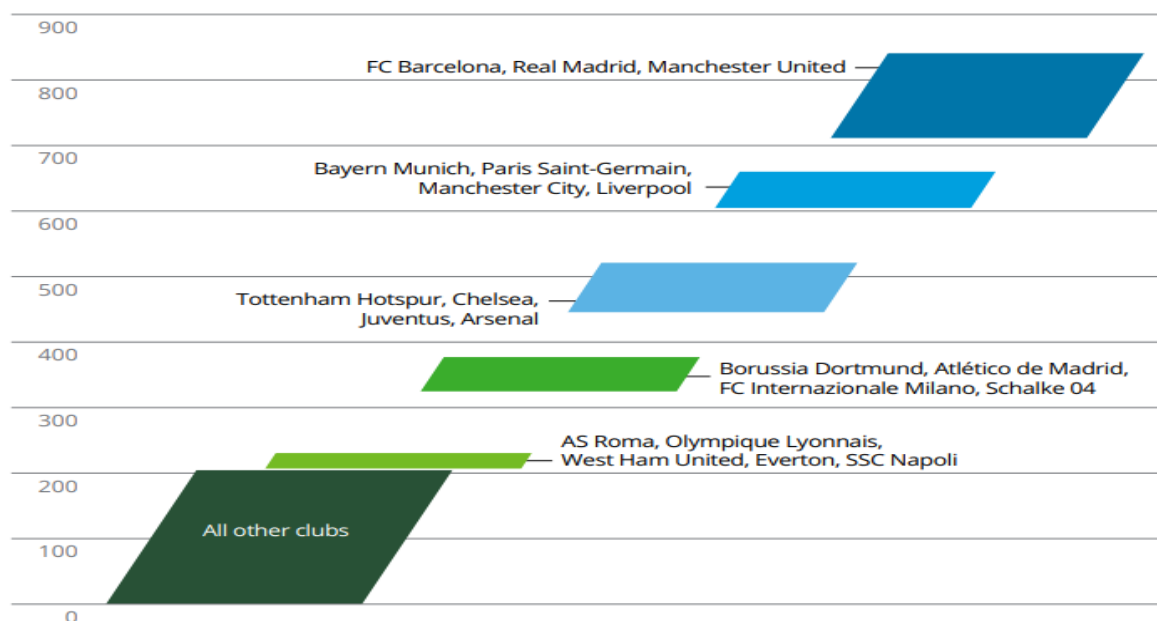 900
FC Barcelona, Real Madrid, Manchester United
800
700
Bayern Munich, Paris Saint-Germain,
Manchester City, Liverpool
600
500
Tottenham Hotspur, Chelsea,
Juventus, Arsenal
400
Borussia Dortmund, Atlético de Madrid,
FC Internazionale Milano, Schalke 04
300
AS Roma, Olympique Lyonnais,
West Ham United, Everton, SSC Napoli
200
All other clubs
100
0